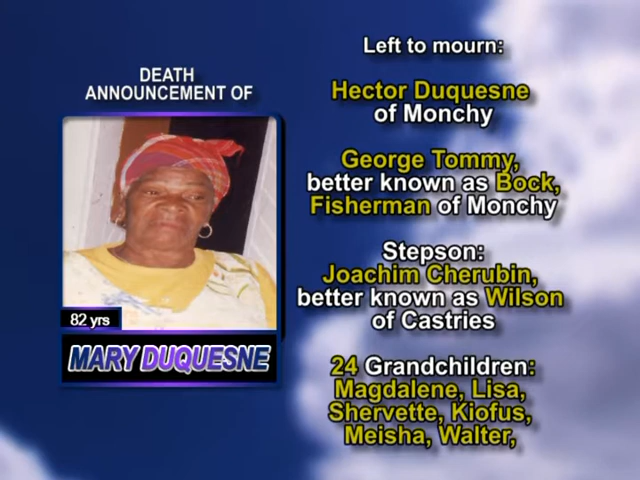 DEATH
ANNOUNCEMENT OF
82 yrs
MARY DUQUESNE
Left to mourn:
Hector Duquesne
of Monchy
George Tommy,
better known as Bock,
Fisherman of Monchy
Stepson:
Joachim Cherubin,
better known as Wilson
of Castries
24 Grandchildren:
Magdalene, Lisa,
Shervette, Kiofus,
Meisha, Walter,